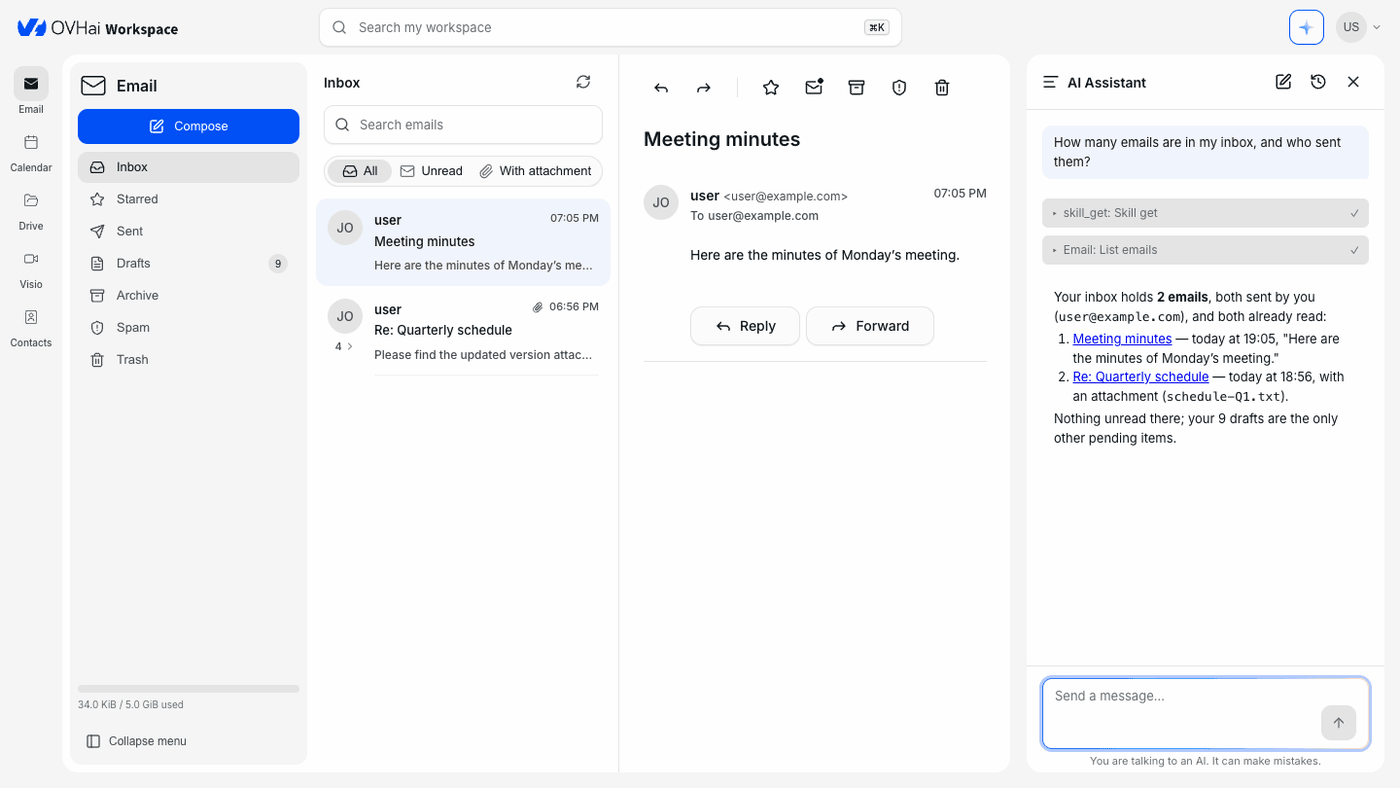 OVHai Workspace
Search my workspace
⌘K
US
Email
Calendar
Drive
Visio
Contacts
Email
Compose
Inbox
Starred
Sent
Drafts
9
Archive
Spam
Trash
34.0 KiB / 5.0 GiB used
Collapse menu
Inbox
Search emails
All
Unread
With attachment
JO
user
07:05 PM
Meeting minutes
Here are the minutes of Monday’s me...
JO
user
06:56 PM
4
Re: Quarterly schedule
Please find the updated version attac...
Meeting minutes
JO
user <user@example.com>
07:05 PM
To user@example.com
Here are the minutes of Monday’s meeting.
Reply
Forward
AI Assistant
How many emails are in my inbox, and who sent
them?
skill_get: Skill get
Email: List emails
Your inbox holds 2 emails, both sent by you
(user@example.com), and both already read:
1. Meeting minutes — today at 19:05, "Here are
the minutes of Monday’s meeting."
2. Re: Quarterly schedule — today at 18:56, with
an attachment (schedule-Q1.txt).
Nothing unread there; your 9 drafts are the only
other pending items.
Send a message...
You are talking to an AI. It can make mistakes.